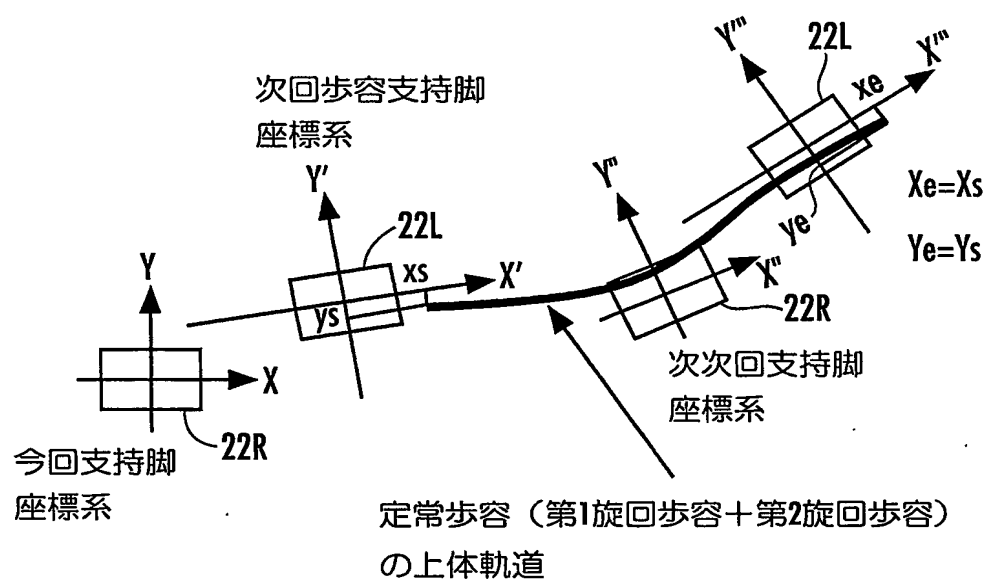 Y'''
22L
X'''
xe
次回歩容支持脚
座標系
Y'
22L
Y''
ye
Xe=Xs
Ye=Ys
Y
xs
X'
ys
X''
22R
X
22R
次次回支持脚
座標系
今回支持脚
座標系
定常歩容(第1旋回歩容+第2旋回歩容)
の上体軌道